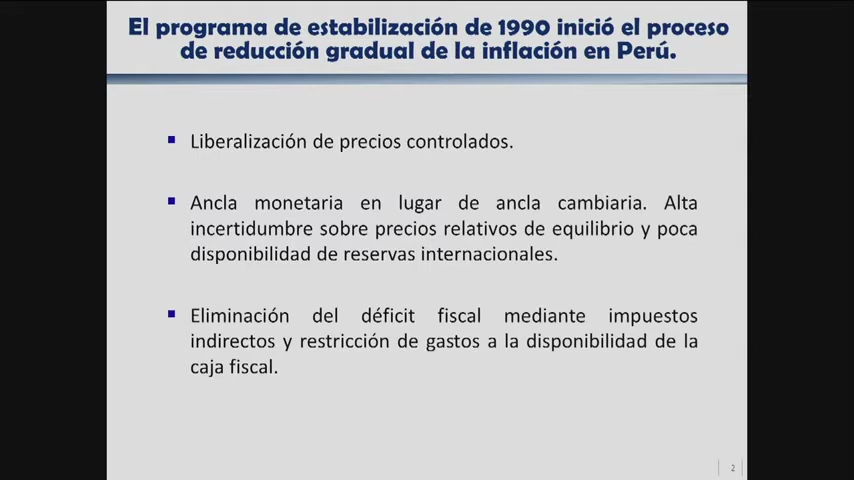 El programa de estabilización de 1990 inició el proceso
de reducción gradual de la inflación en Perú.
▪ Liberalización de precios controlados.
▪ Ancla monetaria en lugar de ancla cambiaria. Alta
incertidumbre sobre precios relativos de equilibrio y poca
disponibilidad de reservas internacionales.
▪ Eliminación del déficit fiscal mediante impuestos
indirectos y restricción de gastos a la disponibilidad de la
caja fiscal.
2